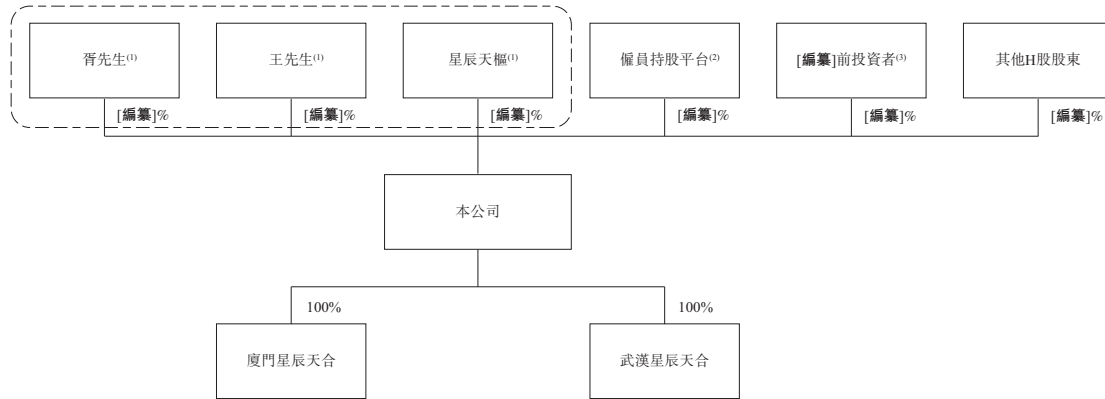 胥先生(1)
王先生(1)
星辰天樞(1)
僱員持股平台(2)
[編纂]前投資者(3)
其他H股股東
[編纂]%
[編纂]%
[編纂]%
[編纂]%
[編纂]%
[編纂]%
本公司
100%
100%
廈門星辰天合
武漢星辰天合